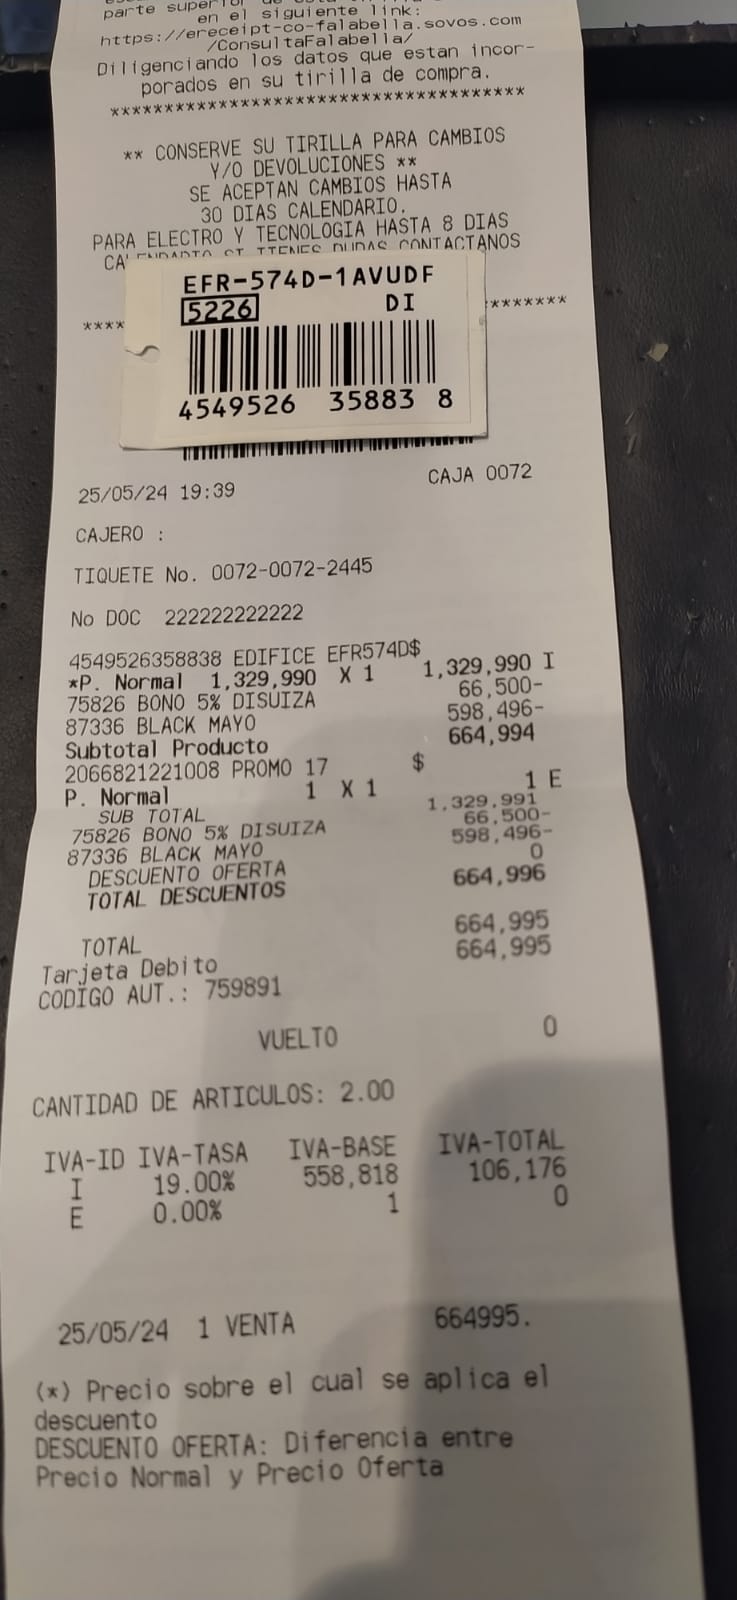 parte superior de
en el siguiente link:
https://ereceipt-co-falabella.sovos.com
/ConsultaFalabella/
Diligenciando los datos que estan incor-
porados en su tirilla de compra.
***************************************
** CONSERVE SU TIRILLA PARA CAMBIOS
Y/O DEVOLUCIONES **
SE ACEPTAN CAMBIOS HASTA
30 DIAS CALENDARIO.
PARA ELECTRO Y TECNOLOGIA HASTA 8 DIAS
CALENDARIO SI TIENES DUDAS CONTACTANOS
EFR-574D-1AVUDF
5226 DI
**** *******
4549526 35883 8
25/05/24 19:39 CAJA 0072
CAJERO :
TIQUETE No. 0072-0072-2445
No DOC 222222222222
4549526358838 EDIFICE EFR574D$
*P. Normal 1,329,990 X 1 1,329,990 I
75826 BONO 5% DISUIZA 66,500-
87336 BLACK MAYO 598,496-
Subtotal Producto 664,994
2066821221008 PROMO 17 $
P. Normal 1 X 1 1 E
SUB TOTAL 1,329,991
75826 BONO 5% DISUIZA 66,500-
87336 BLACK MAYO 598,496-
DESCUENTO OFERTA 0
TOTAL DESCUENTOS 664,996
TOTAL 664,995
Tarjeta Debito 664,995
CODIGO AUT.: 759891
VUELTO 0
CANTIDAD DE ARTICULOS: 2.00
IVA-ID IVA-TASA IVA-BASE IVA-TOTAL
I 19.00% 558,818 106,176
E 0.00% 1 0
25/05/24 1 VENTA 664995.
(*) Precio sobre el cual se aplica el
descuento
DESCUENTO OFERTA: Diferencia entre
Precio Normal y Precio Oferta